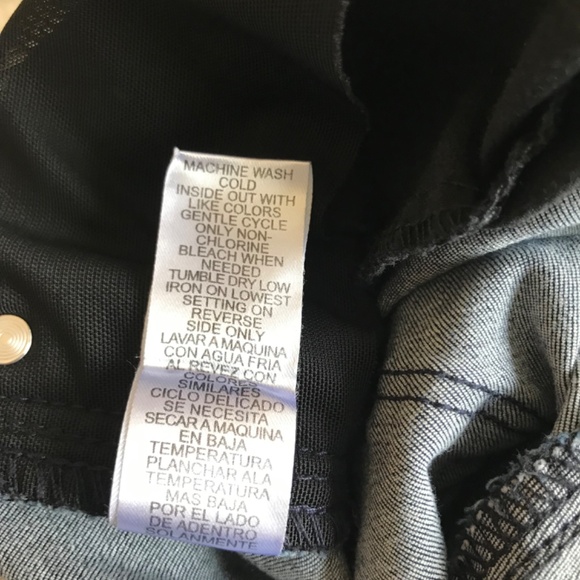 MACHINE WASH
COLD
INSIDE OUT WITH
LIKE COLORS
GENTLE CYCLE
ONLY NON-
CHLORINE
BLEACH WHEN
NEEDED
TUMBLE DRY LOW
IRON ON LOWEST
SETTING ON
REVERSE
SIDE ONLY
LAVAR A MAQUINA
CON AGUA FRIA
AL REVEZ CON
COLORES
SIMILARES
CICLO DELICADO
SE NECESITA
SECAR A MAQUINA
EN BAJA
TEMPERATURA
PLANCHAR ALA
TEMPERATURA
MAS BAJA
POR EL LADO
DE ADENTRO
SOLANMENTE